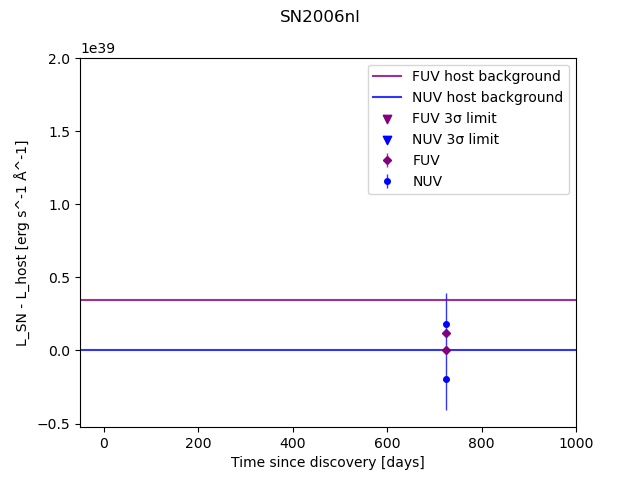 SN2006nl
1e39
FUV host background
NUV host background
FUV 3σ limit
NUV 3σ limit
FUV
NUV
2.0
1.5
1.0
0.5
0.0
−0.5
L_SN - L_host [erg s^-1 Å^-1]
0
200
400
600
800
1000
Time since discovery [days]